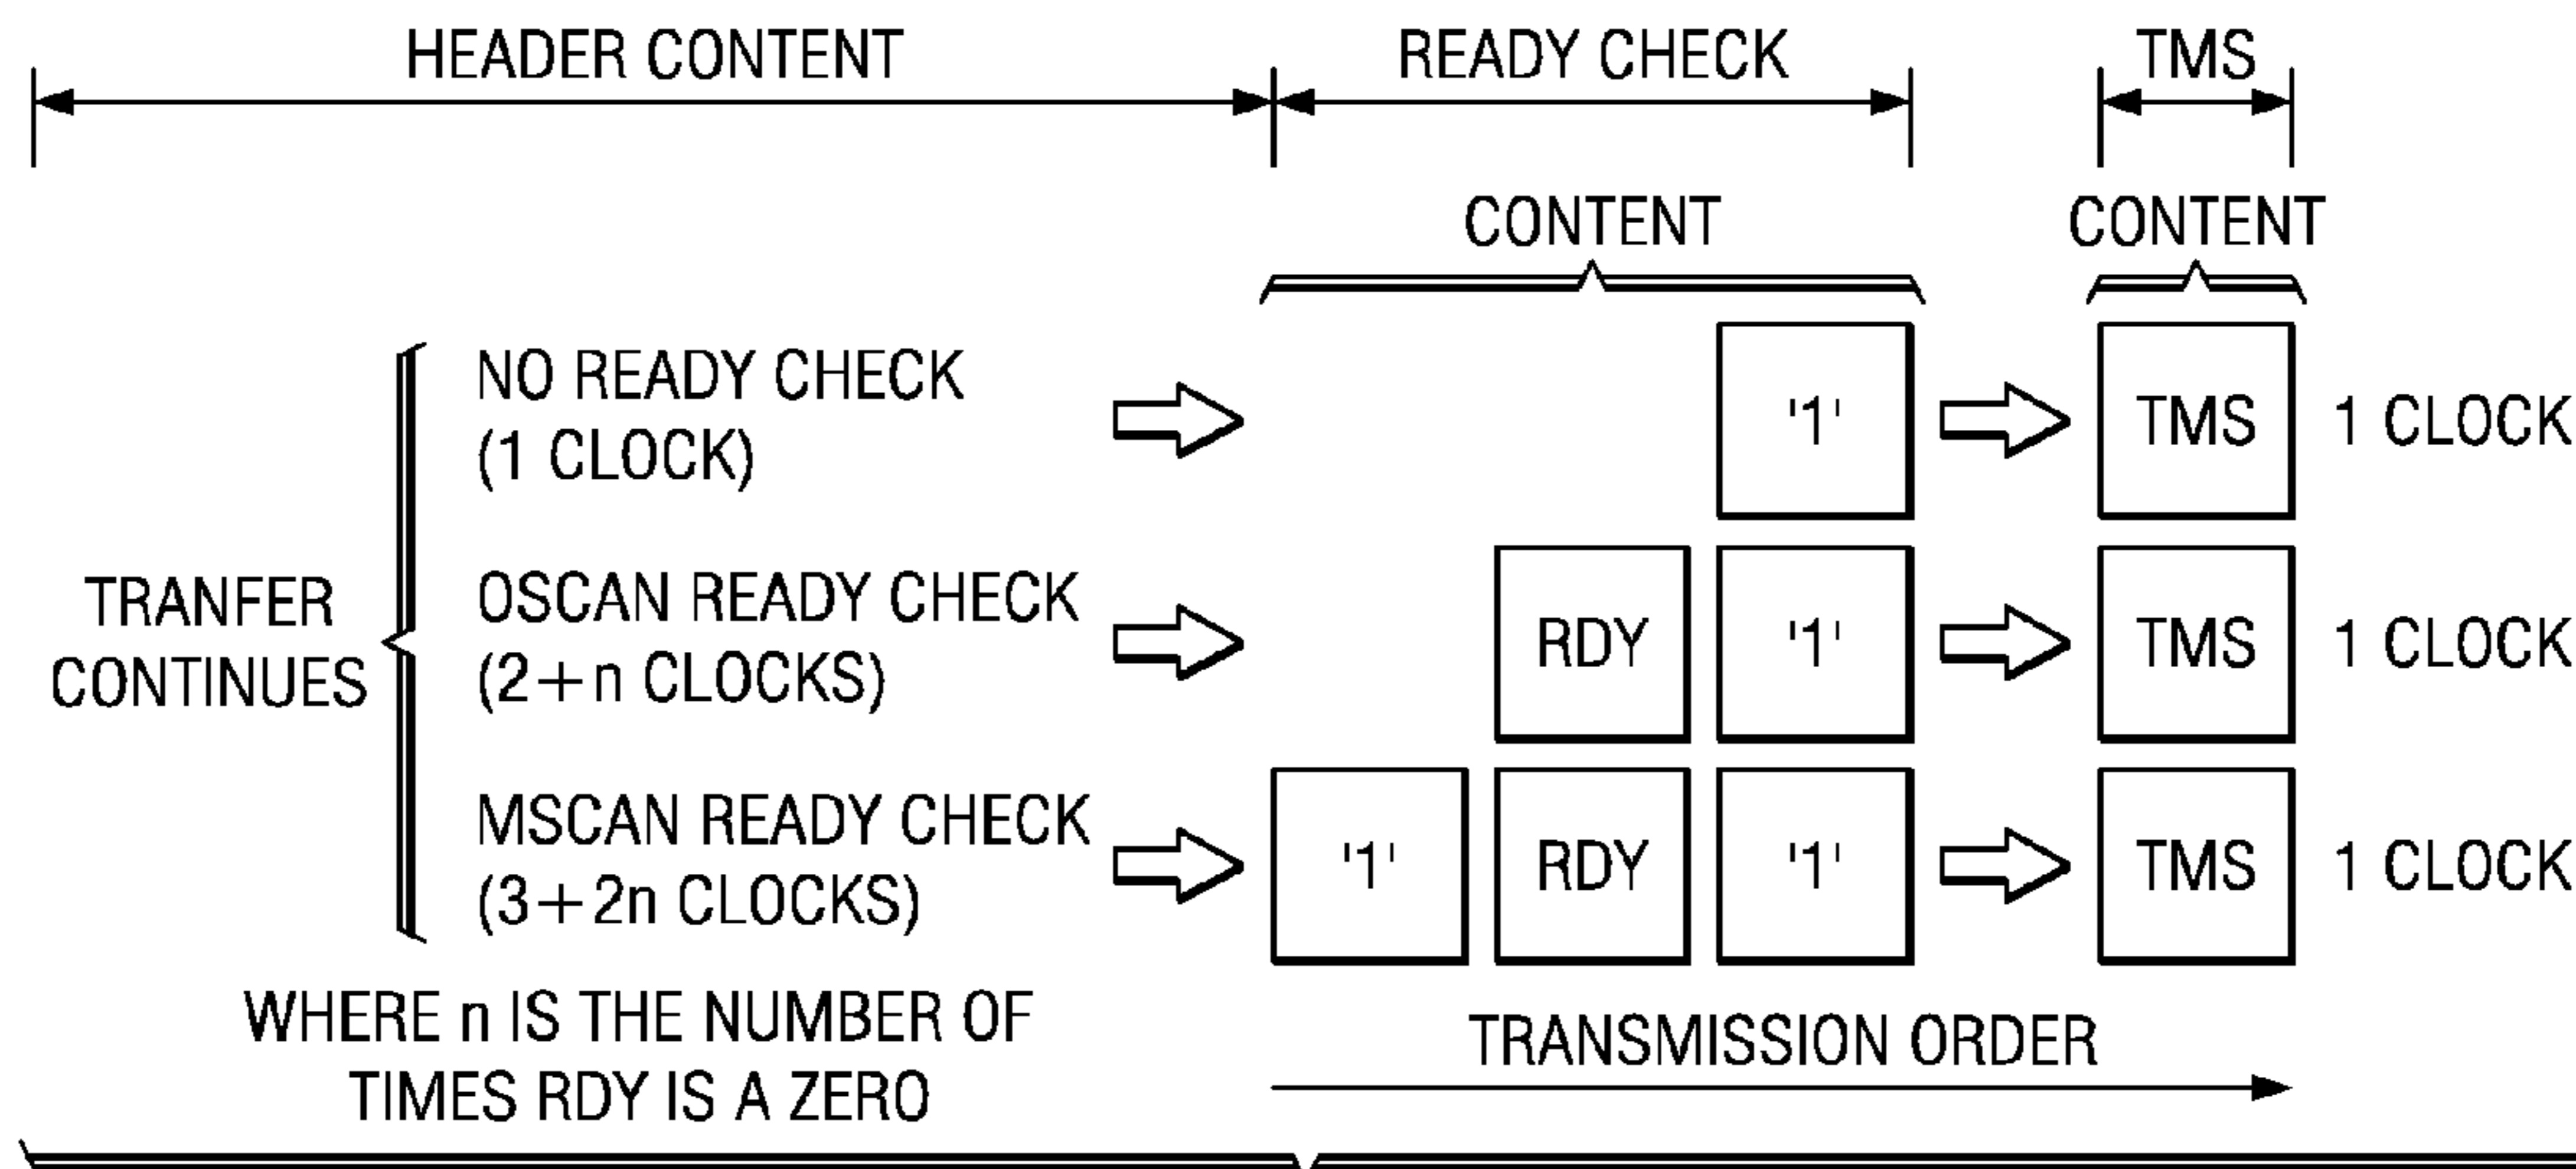 HEADER CONTENT
READY CHECK
TMS
CONTENT
CONTENT
NO READY CHECK
(1 CLOCK)
'1'
TMS
1 CLOCK
TRANFER
CONTINUES
OSCAN READY CHECK
(2+n CLOCKS)
RDY
'1'
TMS
1 CLOCK
MSCAN READY CHECK
(3+2n CLOCKS)
'1'
RDY
'1'
TMS
1 CLOCK
WHERE n IS THE NUMBER OF
TIMES RDY IS A ZERO
TRANSMISSION ORDER